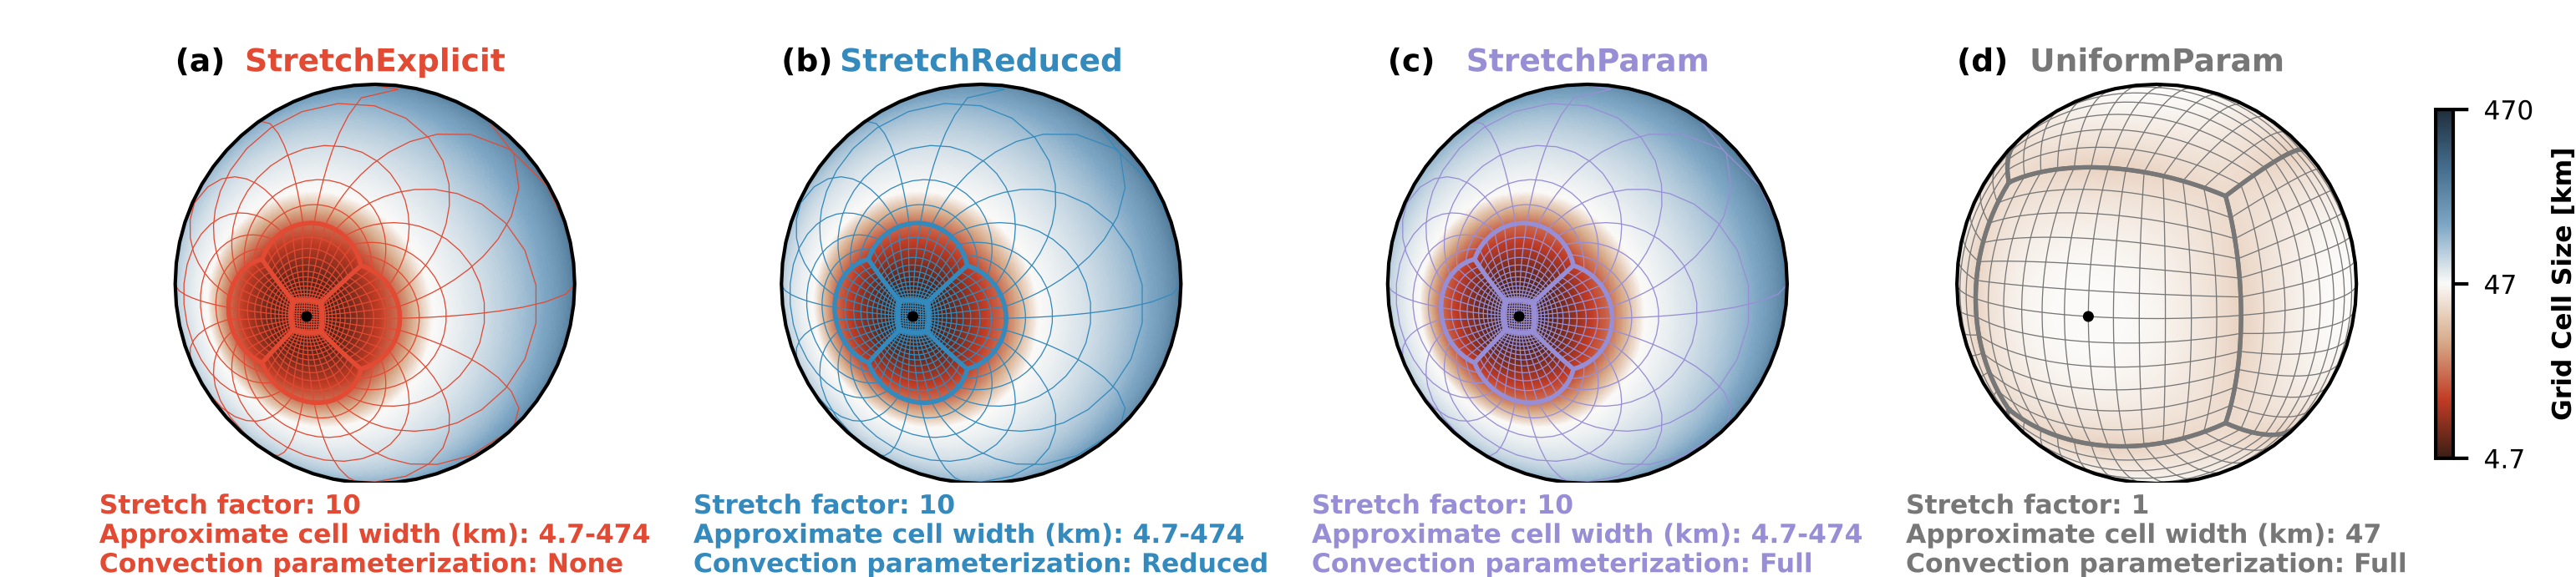 (a) StretchExplicit
Stretch factor: 10
Approximate cell width (km): 4.7-474
Convection parameterization: None
(b) StretchReduced
Stretch factor: 10
Approximate cell width (km): 4.7-474
Convection parameterization: Reduced
(c) StretchParam
Stretch factor: 10
Approximate cell width (km): 4.7-474
Convection parameterization: Full
(d) UniformParam
Stretch factor: 1
Approximate cell width (km): 47
Convection parameterization: Full
470
47
4.7
Grid Cell Size [km]